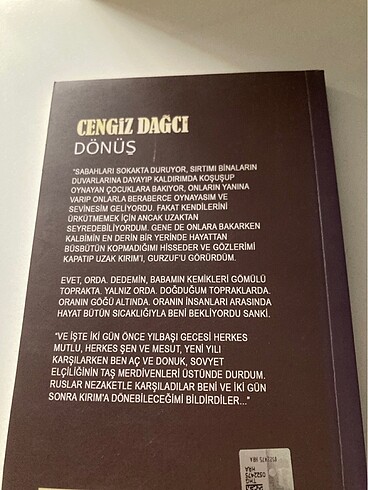 CENGİZ DAĞCI
DÖNÜŞ
"SABAHLARI SOKAKTA DURUYOR, SIRTIMI BİNALARIN
DUVARLARINA DAYAYIP KALDIRIMDA KOŞUŞUP
OYNAYAN ÇOCUKLARA BAKIYOR, ONLARIN YANINA
VARIP ONLARLA BERABERCE OYNAYASIM VE
SEVİNESİM GELİYORDU. FAKAT KENDİLERİNİ
ÜRKÜTMEMEK İÇİN ANCAK UZAKTAN
SEYREDEBİLİYORDUM. GENE DE ONLARA BAKARKEN
KALBİMİN EN DERİN BİR YERİNDE HAYATTAN
BÜSBÜTÜN KOPMADIĞIMI HİSSEDER VE GÖZLERİMİ
KAPATIP UZAK KIRIM'I, GURZUF'U GÖRÜRDÜM.
EVET, ORDA. DEDEMİN, BABAMIN KEMİKLERİ GÖMÜLÜ
TOPRAKTA. YALNIZ ORDA. DOĞDUĞUM TOPRAKLARDA.
ORANIN GÖĞÜ ALTINDA. ORANIN İNSANLARI ARASINDA
HAYAT BÜTÜN SICAKLIĞIYLA BENİ BEKLİYORDU SANKİ.
"VE İŞTE İKİ GÜN ÖNCE YILBAŞI GECESİ HERKES
MUTLU, HERKES ŞEN VE MESUT, YENİ YILI
KARŞILARKEN BEN AÇ VE DONUK, SOVYET
ELÇİLİĞİNİN TAŞ MERDİVENLERİ ÜSTÜNDE DURDUM.
RUSLAR NEZAKETLE KARŞILADILAR BENİ VE İKİ GÜN
SONRA KIRIM'A DÖNEBİLECEĞİMİ BİLDİRDİLER..."